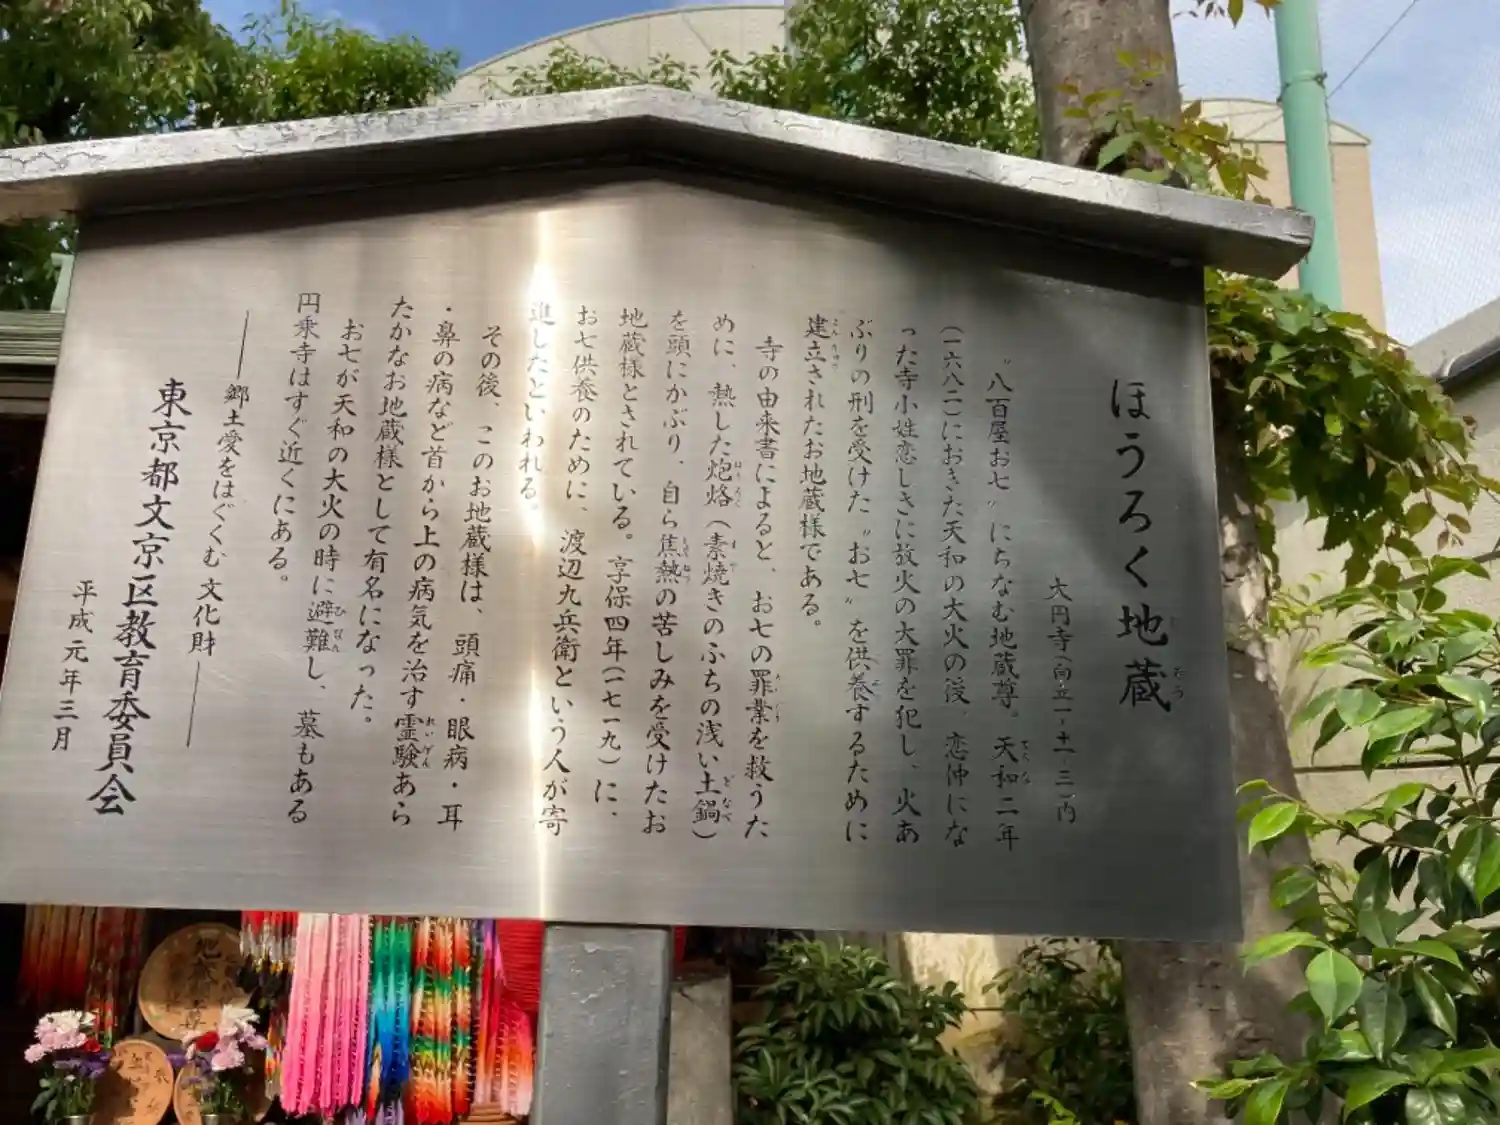 ほうろく地蔵
大円寺(向丘一・十一・三)内
〝八百屋お七〟にちなむ地蔵尊。天和二年
(一六八二)におきた天和の大火の後、恋仲にな
った寺小姓恋しさに放火の大罪を犯し、火あ
ぶりの刑を受けた〝お七〟を供養するために
建立されたお地蔵様である。
寺の由来書によると、お七の罪業を救うた
めに、熱した炮烙(素焼きのふちの浅い土鍋)
を頭にかぶり、自ら焦熱の苦しみを受けたお
地蔵様とされている。享保四年(一七一九)に、
お七供養のために、渡辺九兵衛という人が寄
進したといわれる。
その後、このお地蔵様は、頭痛・眼病・耳
・鼻の病など首から上の病気を治す霊験あら
たかなお地蔵様として有名になった。
お七が天和の大火の時に避難し、墓もある
円乗寺はすぐ近くにある。
――郷土愛をはぐくむ文化財――
東京都文京区教育委員会
平成元年三月